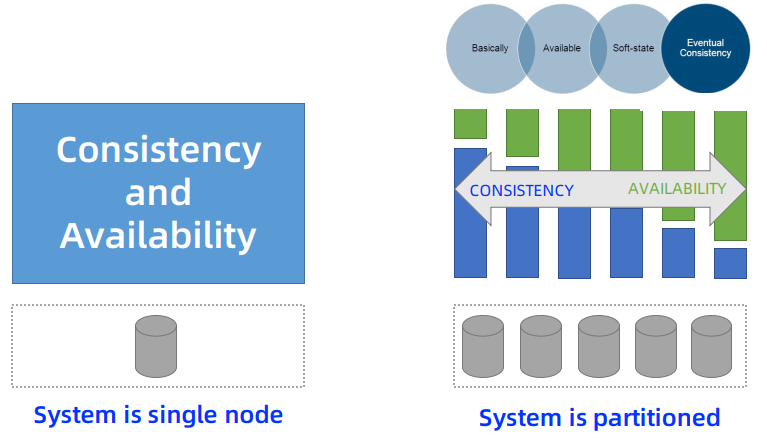 Basically
Available
Soft-state
Eventual
Consistency
Consistency
and
Availability
CONSISTENCY
AVAILABILITY
System is single node
System is partitioned